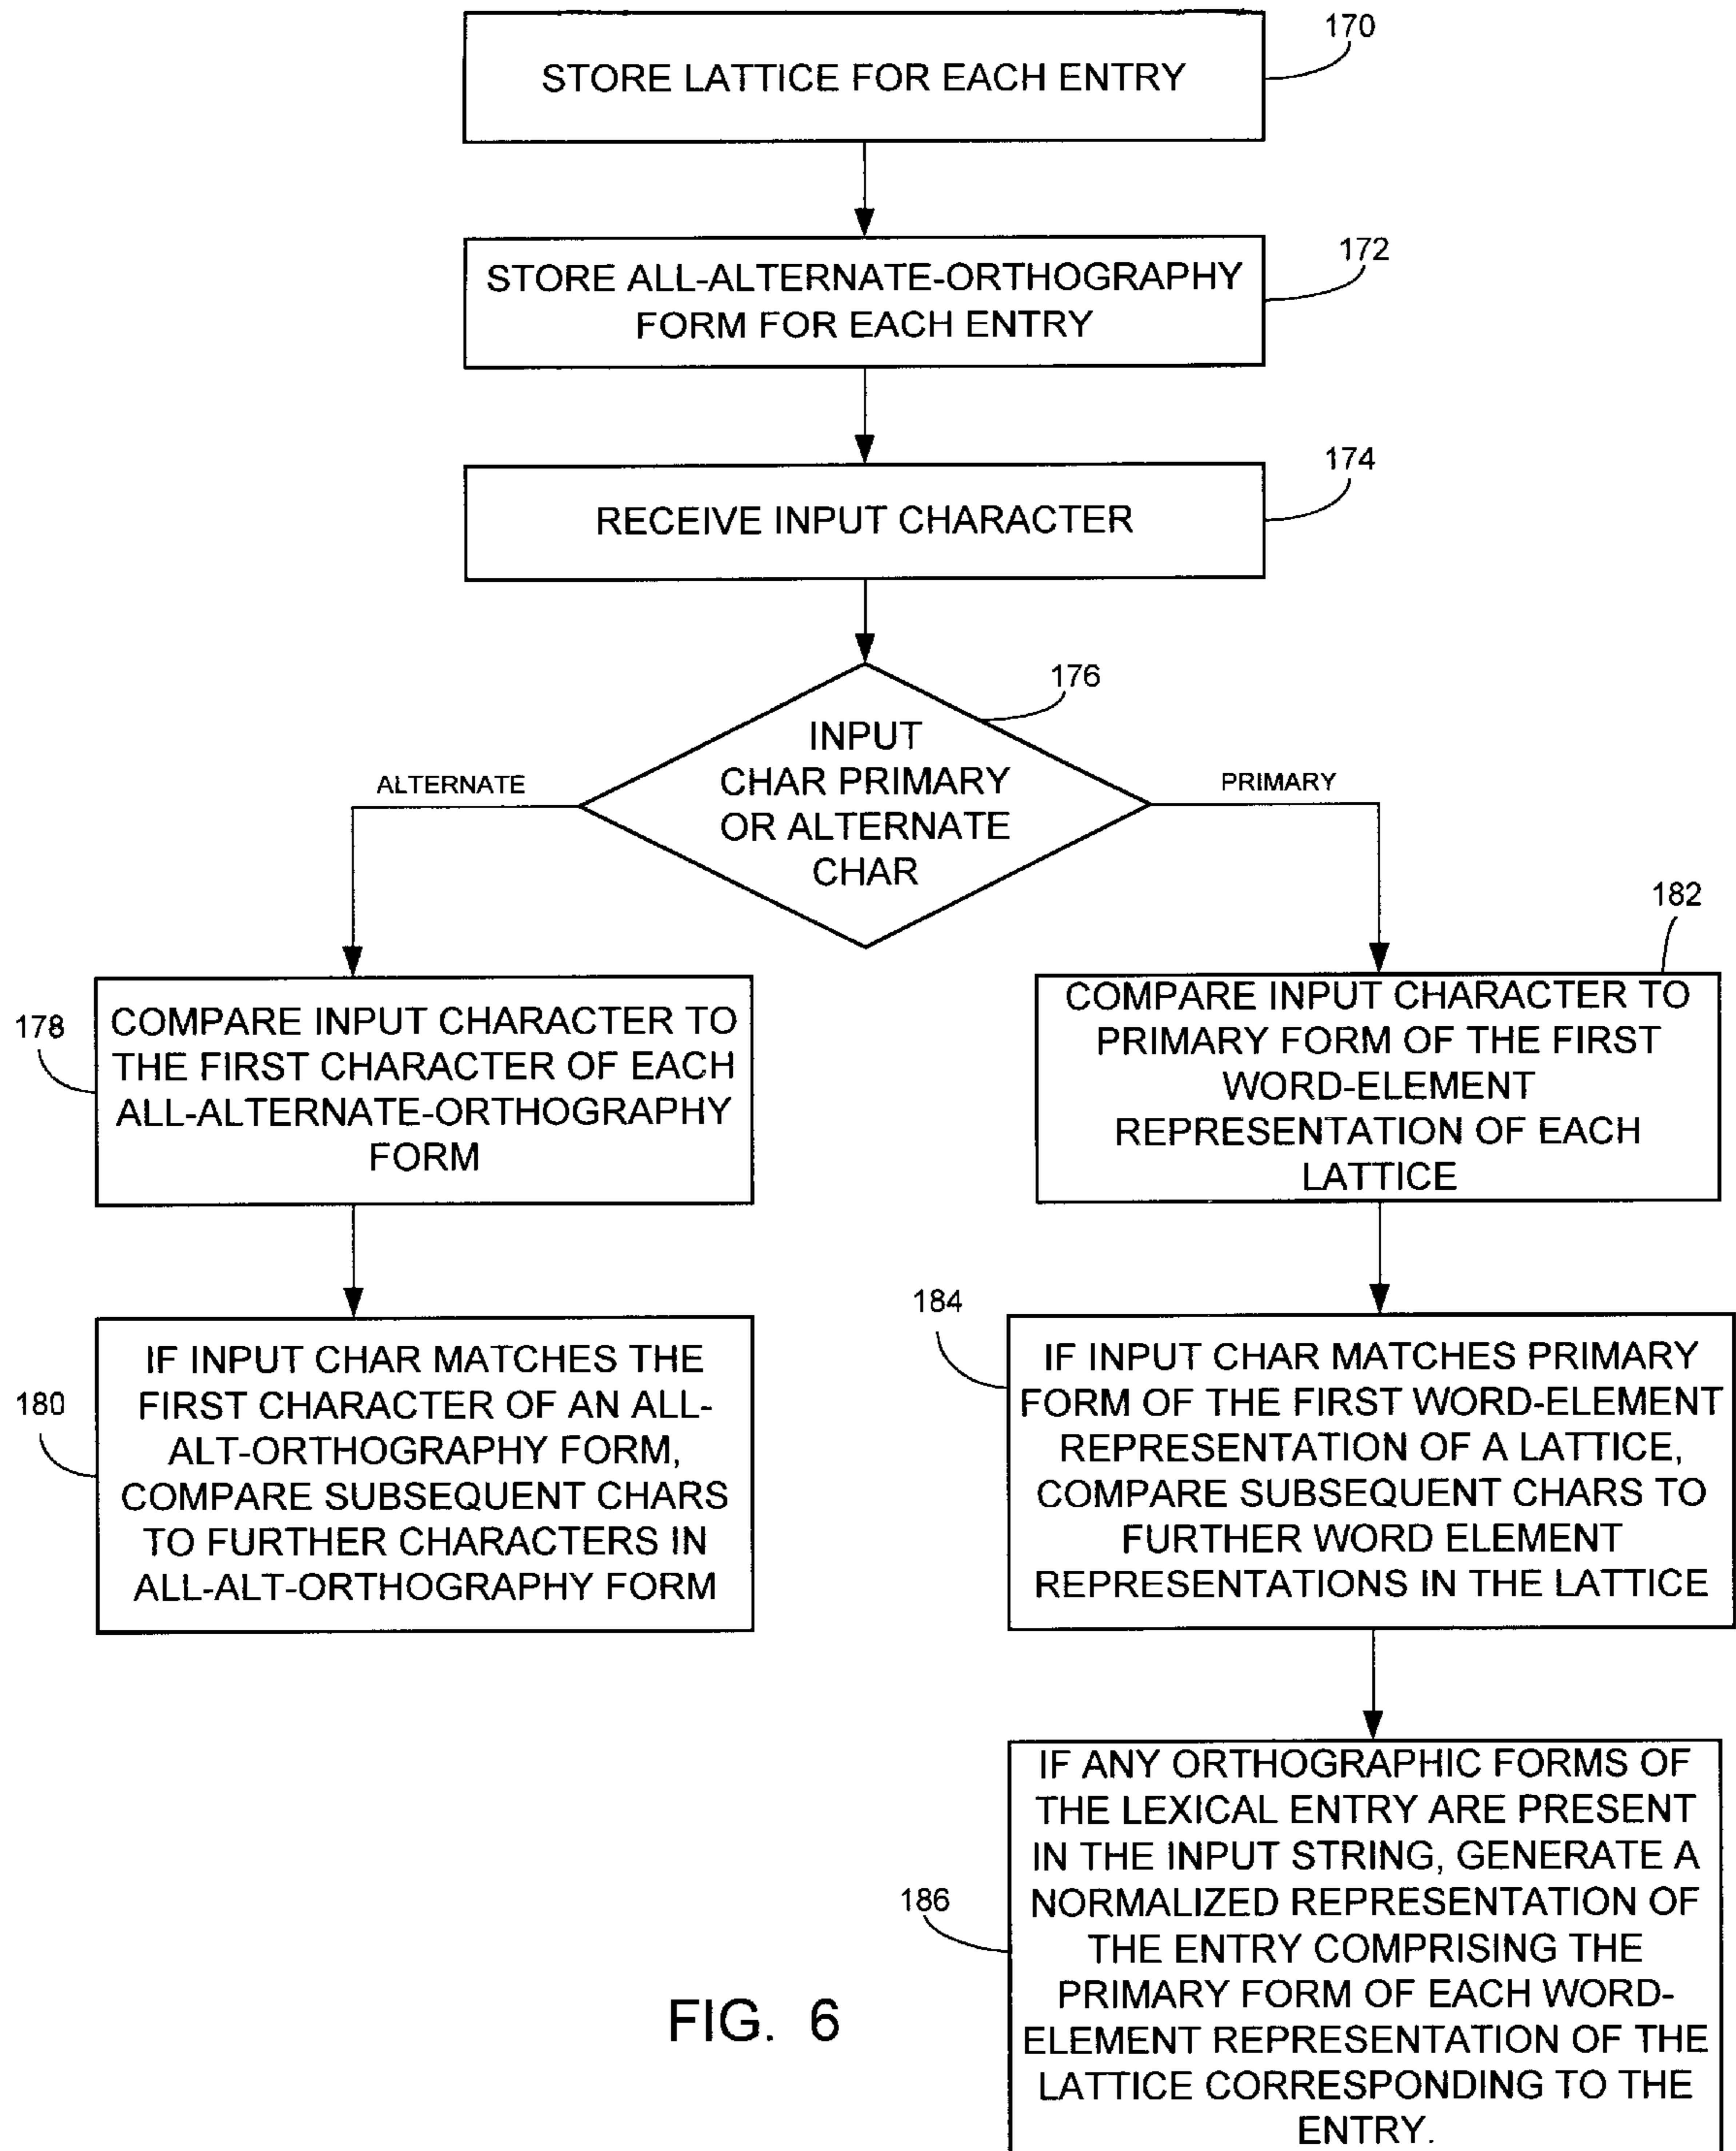 170
STORE LATTICE FOR EACH ENTRY
172
STORE ALL-ALTERNATE-ORTHOGRAPHY
FORM FOR EACH ENTRY
174
RECEIVE INPUT CHARACTER
176
INPUT
CHAR PRIMARY
OR ALTERNATE
CHAR
ALTERNATE
PRIMARY
178
COMPARE INPUT CHARACTER TO
THE FIRST CHARACTER OF EACH
ALL-ALTERNATE-ORTHOGRAPHY
FORM
180
IF INPUT CHAR MATCHES THE
FIRST CHARACTER OF AN ALL-
ALT-ORTHOGRAPHY FORM,
COMPARE SUBSEQUENT CHARS
TO FURTHER CHARACTERS IN
ALL-ALT-ORTHOGRAPHY FORM
182
COMPARE INPUT CHARACTER TO
PRIMARY FORM OF THE FIRST
WORD-ELEMENT
REPRESENTATION OF EACH
LATTICE
184
IF INPUT CHAR MATCHES PRIMARY
FORM OF THE FIRST WORD-ELEMENT
REPRESENTATION OF A LATTICE,
COMPARE SUBSEQUENT CHARS TO
FURTHER WORD ELEMENT
REPRESENTATIONS IN THE LATTICE
186
IF ANY ORTHOGRAPHIC FORMS OF
THE LEXICAL ENTRY ARE PRESENT
IN THE INPUT STRING, GENERATE A
NORMALIZED REPRESENTATION OF
THE ENTRY COMPRISING THE
PRIMARY FORM OF EACH WORD-
ELEMENT REPRESENTATION OF THE
LATTICE CORRESPONDING TO THE
ENTRY.
FIG. 6